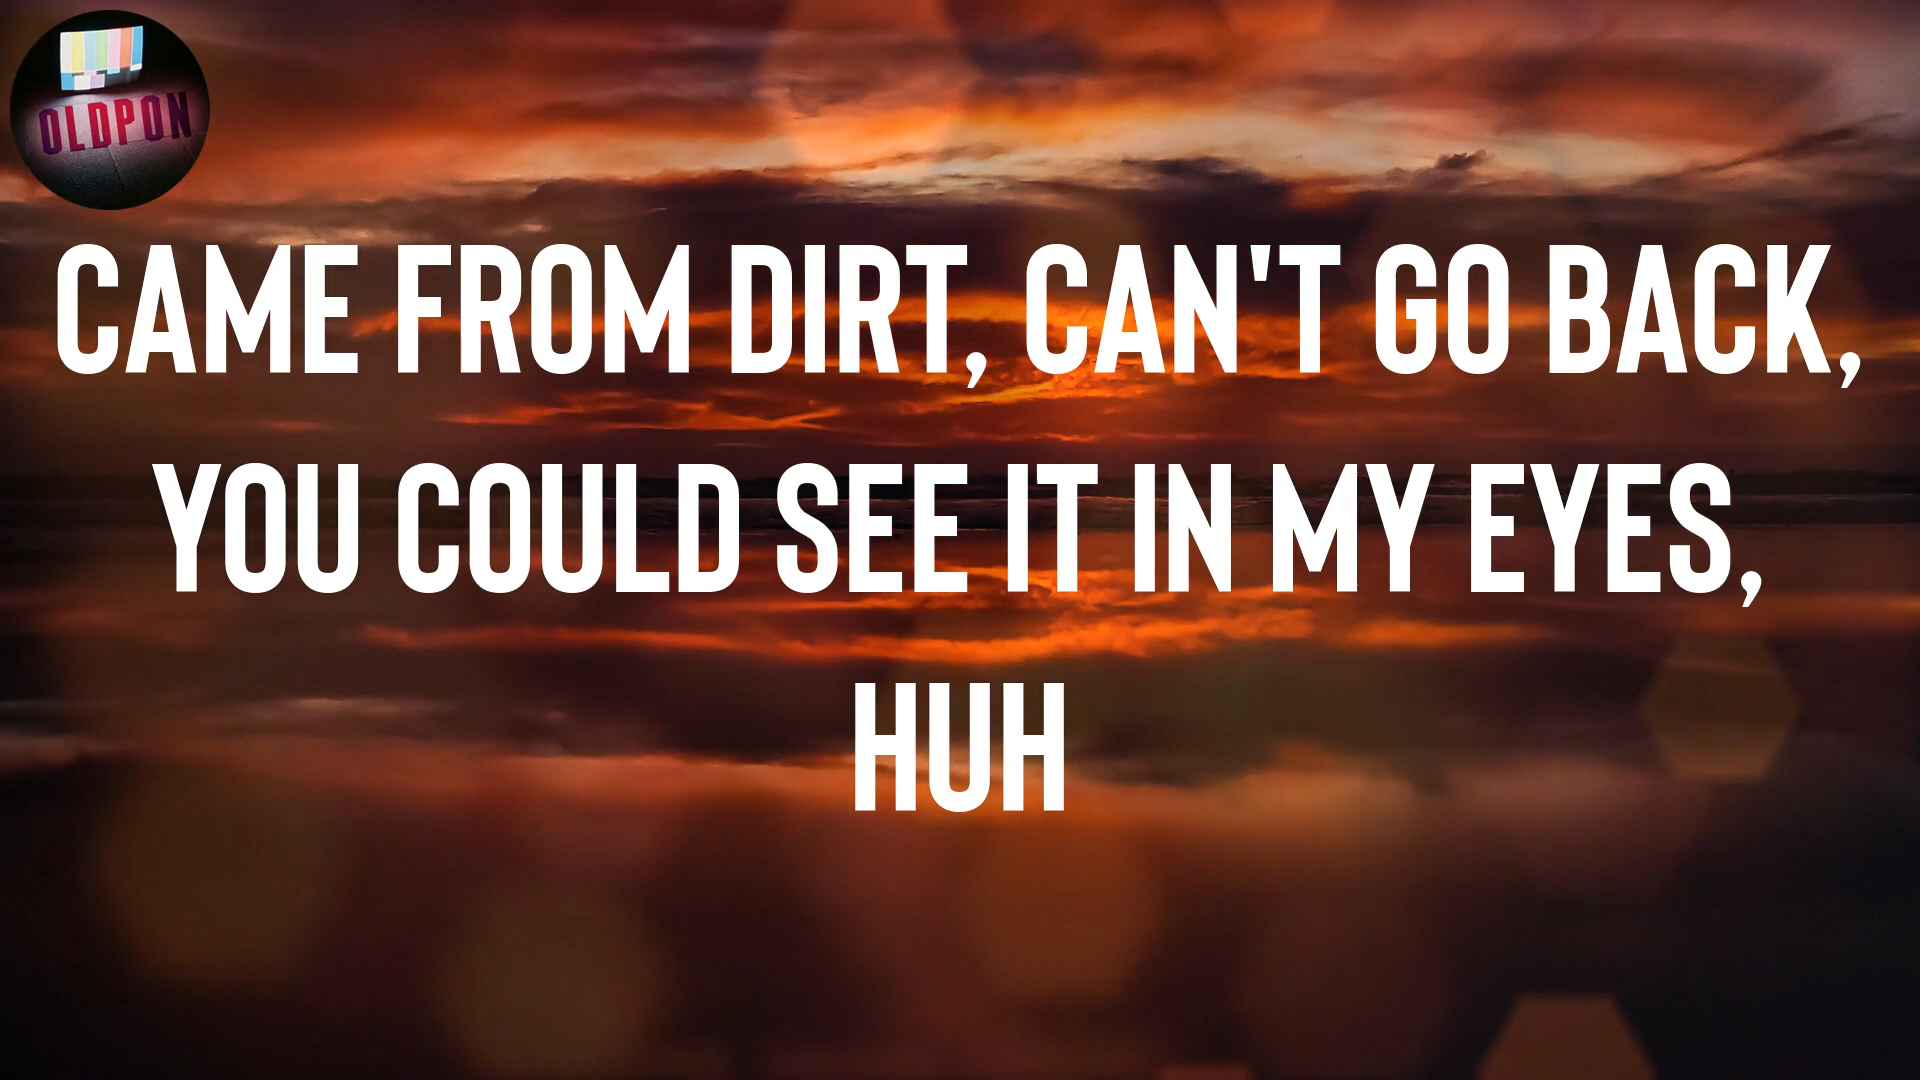 OLDPON
CAME FROM DIRT, CAN'T GO BACK,
YOU COULD SEE IT IN MY EYES,
HUH